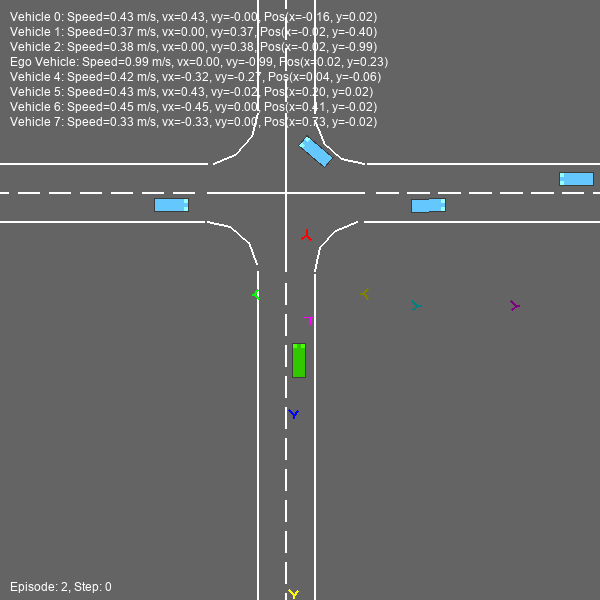 Vehicle 0: Speed=0.43 m/s, vx=0.43, vy=-0.00, Pos(x=-0.16, y=0.02)
Vehicle 1: Speed=0.37 m/s, vx=0.00, vy=0.37, Pos(x=-0.02, y=-0.40)
Vehicle 2: Speed=0.38 m/s, vx=0.00, vy=0.38, Pos(x=-0.02, y=-0.99)
Ego Vehicle: Speed=0.99 m/s, vx=0.00, vy=-0.99, Pos(x=0.02, y=0.23)
Vehicle 4: Speed=0.42 m/s, vx=-0.32, vy=-0.27, Pos(x=0.04, y=-0.06)
Vehicle 5: Speed=0.43 m/s, vx=0.43, vy=-0.02, Pos(x=0.20, y=0.02)
Vehicle 6: Speed=0.45 m/s, vx=-0.45, vy=0.00, Pos(x=0.41, y=-0.02)
Vehicle 7: Speed=0.33 m/s, vx=-0.33, vy=0.00, Pos(x=0.73, y=-0.02)
Episode: 2, Step: 0